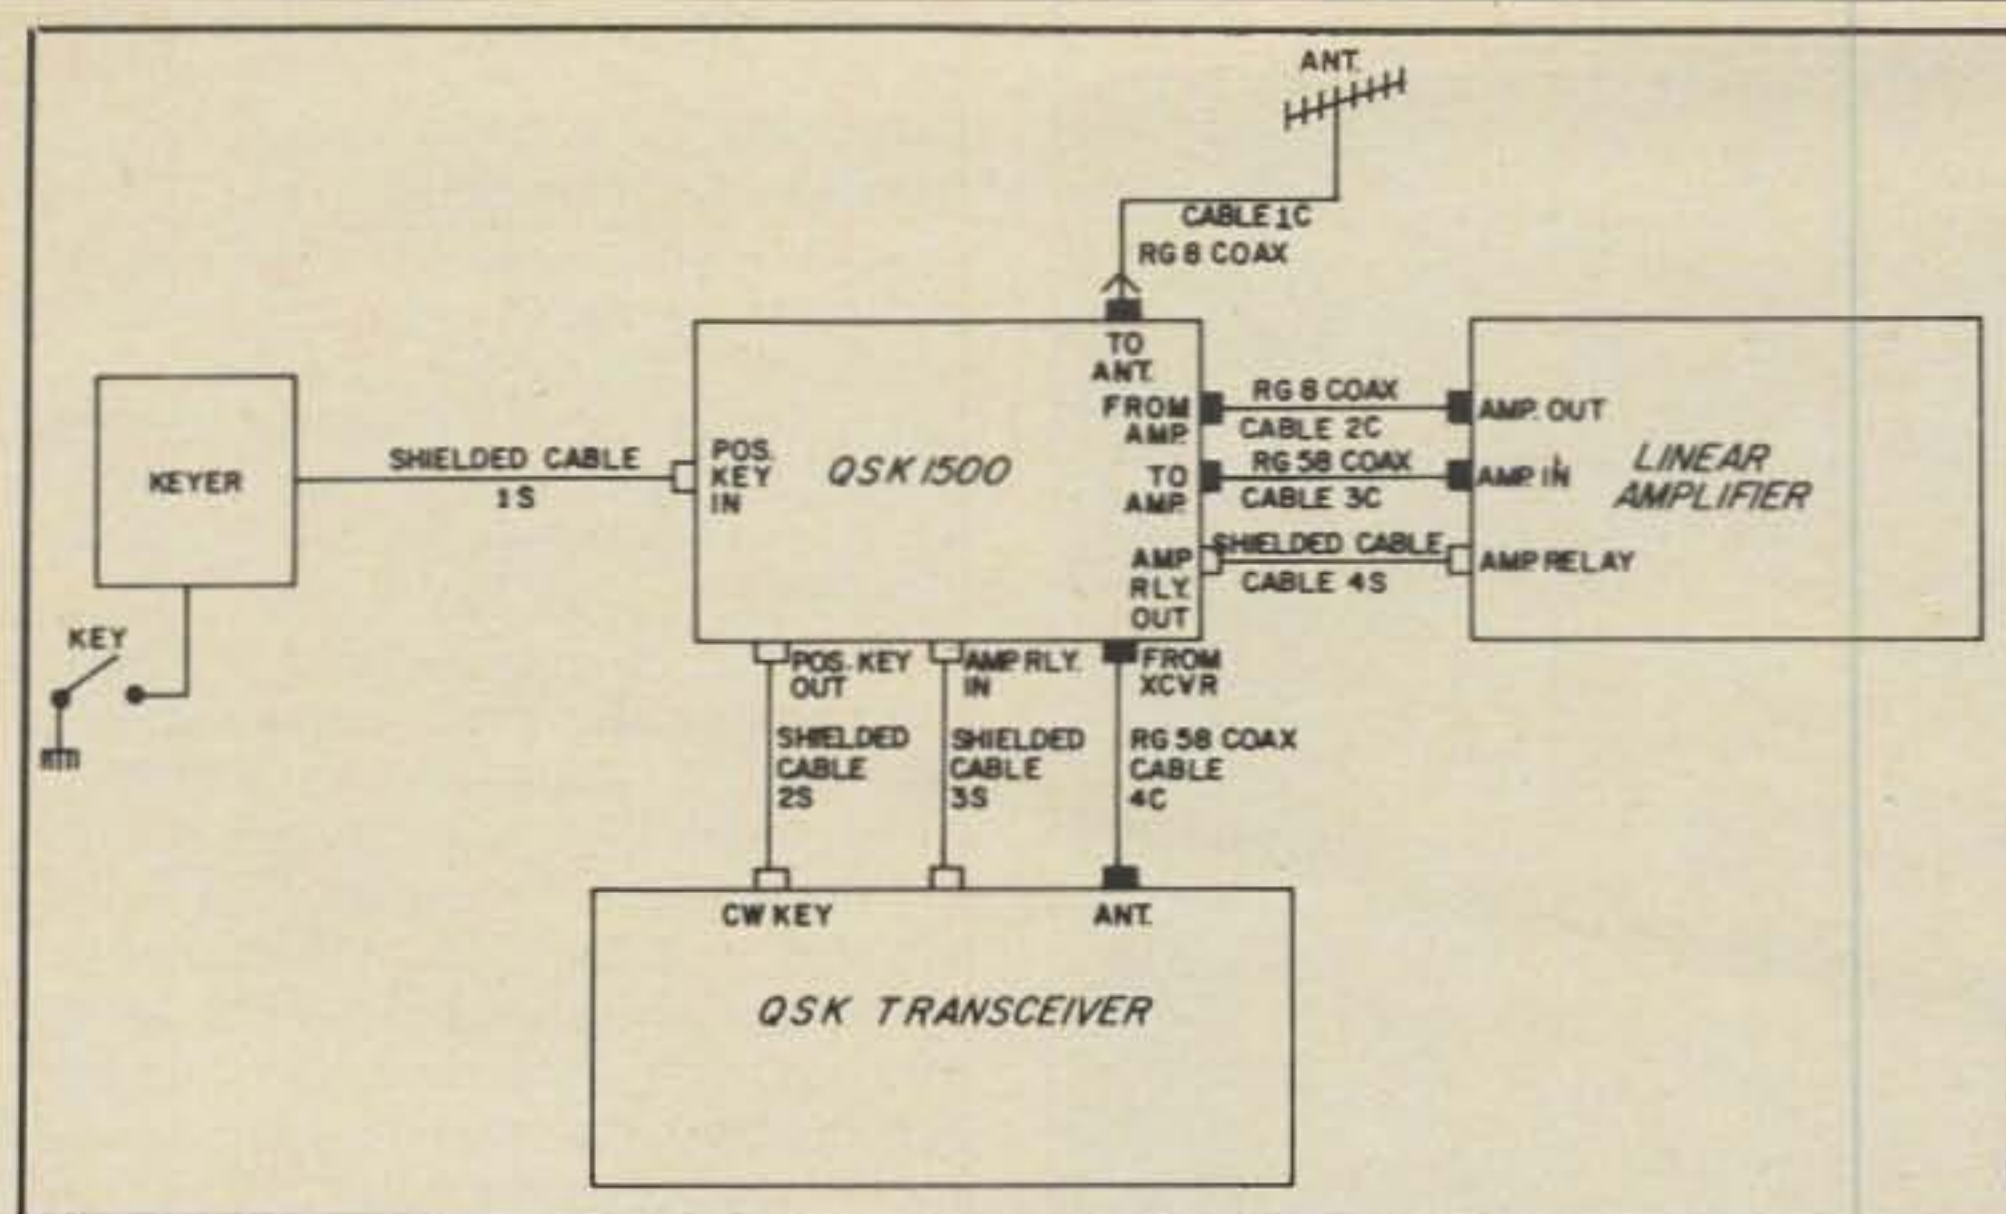 ANT.
CABLE 1C
RG 8 COAX
TO
ANT.
FROM
AMP.
TO
AMP.
AMP
RLY.
OUT
RG 8 COAX
CABLE 2C
RG 58 COAX
CABLE 3C
SHIELDED CABLE
CABLE 4S
AMP. OUT
AMP. IN
AMP RELAY
LINEAR
AMPLIFIER
KEYER
SHIELDED CABLE
1S
POS.
KEY
IN
QSK 1500
KEY
POS. KEY
OUT
AMP RLY.
IN
FROM
XCVR
SHIELDED
CABLE
2S
SHIELDED
CABLE
3S
RG 58 COAX
CABLE
4C
CW KEY
ANT.
QSK TRANSCEIVER